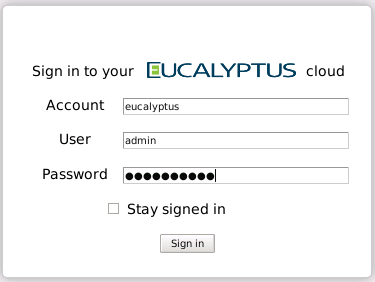 Sign in to your EUCALYPTUS cloud
Account eucalyptus
User admin
Password ●●●●●●●●●●
Stay signed in
Sign in